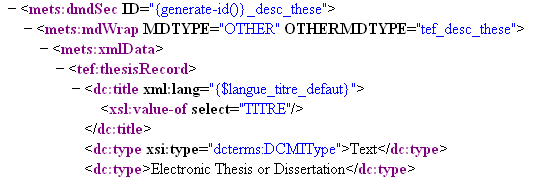 - <mets:dmdSec ID="{generate-id()}_desc_these">
- <mets:mdWrap MDTYPE="OTHER" OTHERMDTYPE="tef_desc_these">
- <mets:xmlData>
- <tef:thesisRecord>
- <dc:title xml:lang="{$langue_titre_defaut}">
<xsl:value-of select="TITRE"/>
</dc:title>
<dc:type xsi:type="dcterms:DCMIType">Text</dc:type>
<dc:type>Electronic Thesis or Dissertation</dc:type>